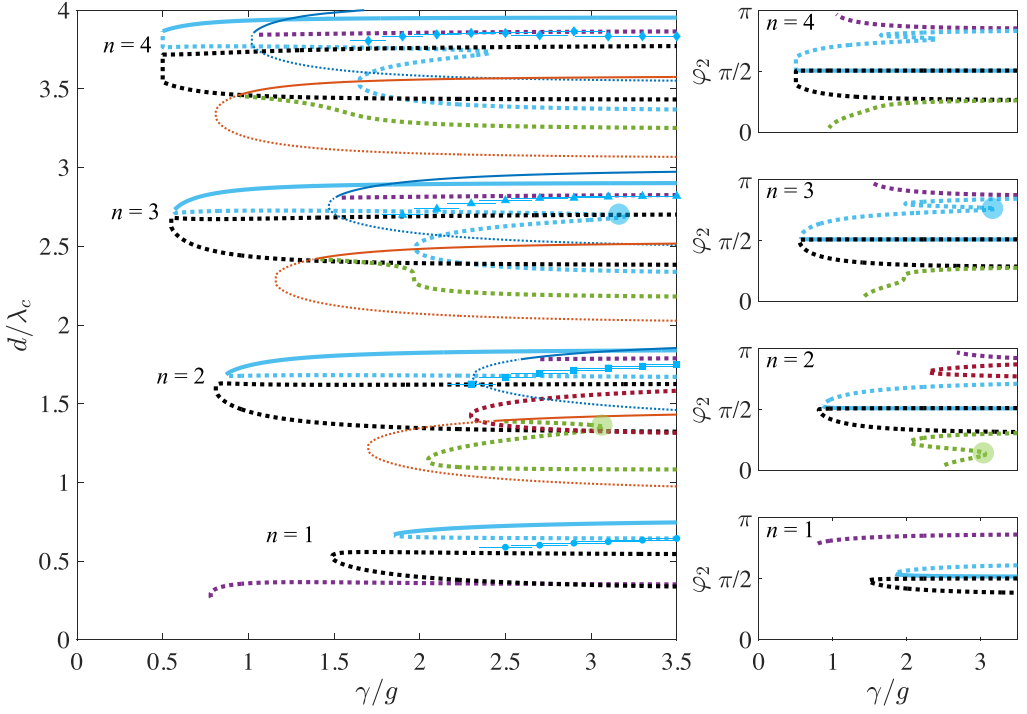 4
n = 4
3.5
3
n = 3
2.5
d/λ_c
2
n = 2
1.5
1
n = 1
0.5
0
0 0.5 1 1.5 2 2.5 3 3.5
γ/g
π
n = 4
φ₂ π/2
0
π
n = 3
φ₂ π/2
0
π
n = 2
φ₂ π/2
0
π
n = 1
φ₂ π/2
0
0 1 2 3
γ/g